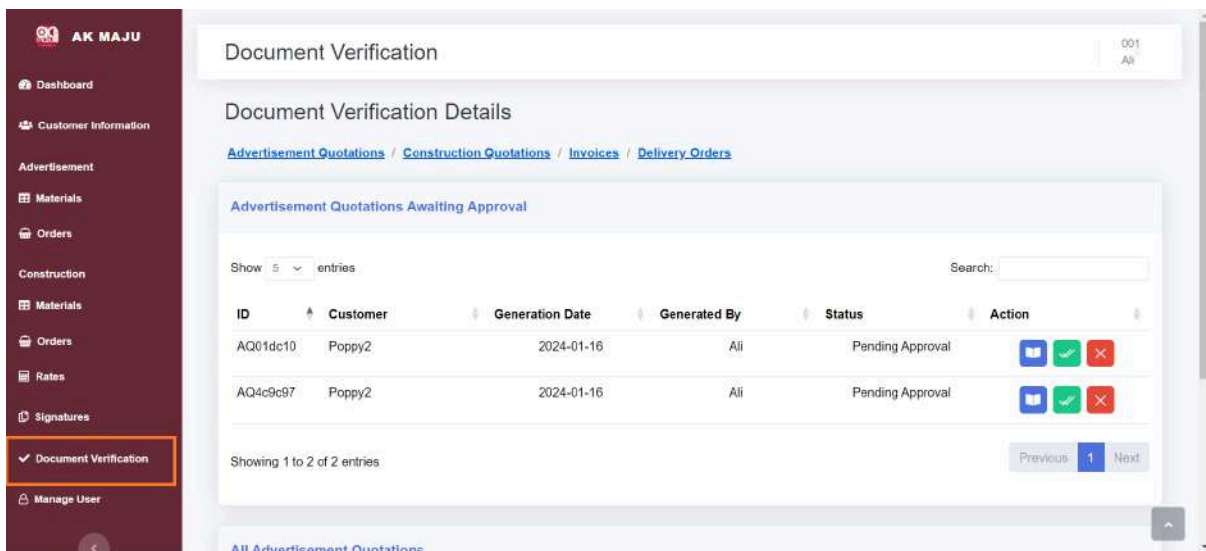 AK MAJU
Dashboard
Customer Information
Advertisement
Materials
Orders
Construction
Materials
Orders
Rates
Signatures
Document Verification
Manage User
Document Verification
001
Ali
Document Verification Details
Advertisement Quotations / Construction Quotations / Invoices / Delivery Orders
Advertisement Quotations Awaiting Approval
Show 5 entries
Search:
ID Customer Generation Date Generated By Status Action
AQ01dc10 Poppy2 2024-01-16 Ali Pending Approval
AQ4c9c97 Poppy2 2024-01-16 Ali Pending Approval
Showing 1 to 2 of 2 entries
Previous 1 Next
All Advertisement Quotations